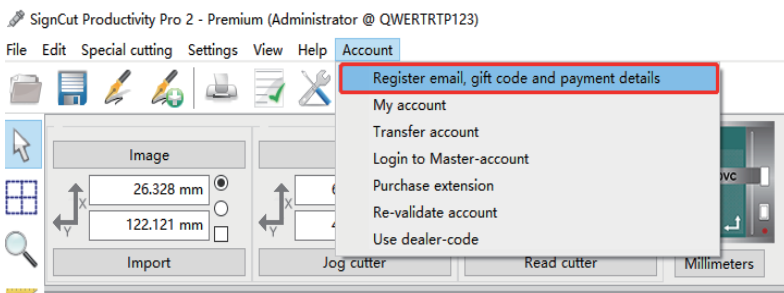 SignCut Productivity Pro 2 - Premium (Administrator @ QWERTRTP123)
File Edit Special cutting Settings View Help Account
Register email, gift code and payment details
My account
Transfer account
Login to Master-account
Purchase extension
Re-validate account
Use dealer-code
Image
X
26.328 mm
Y
122.121 mm
X
Y
Import
Jog cutter
Read cutter
Millimeters